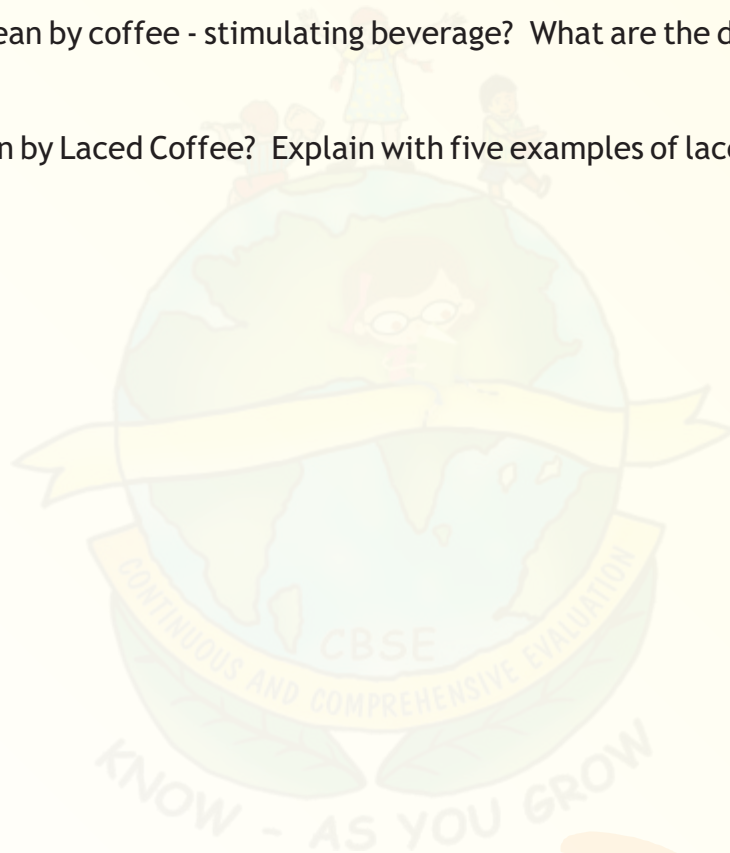 ean by coffee - stimulating beverage? What are the d
n by Laced Coffee? Explain with five examples of lac
CBSE
CONTINUOUS AND COMPREHENSIVE EVALUATION
KNOW - AS YOU GROW